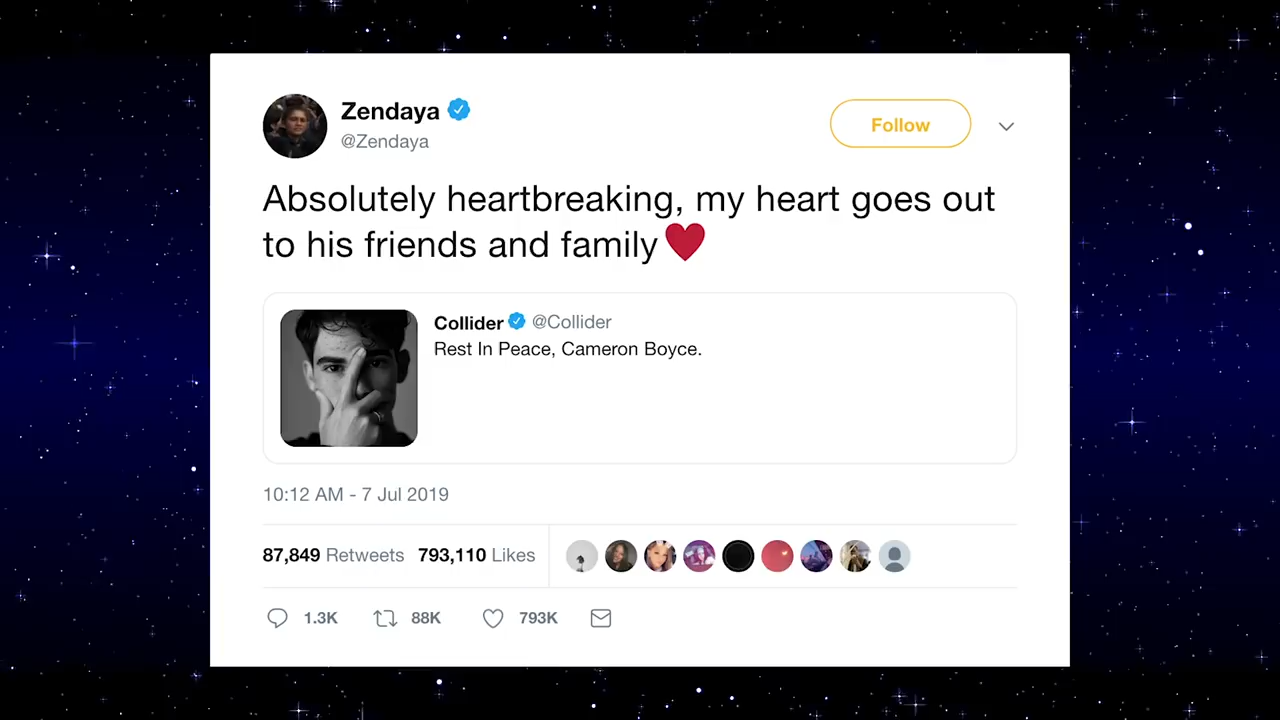 Zendaya
@Zendaya
Follow
Absolutely heartbreaking, my heart goes out
to his friends and family♥
Collider @Collider
Rest In Peace, Cameron Boyce.
10:12 AM - 7 Jul 2019
87,849 Retweets 793,110 Likes
1.3K 88K 793K